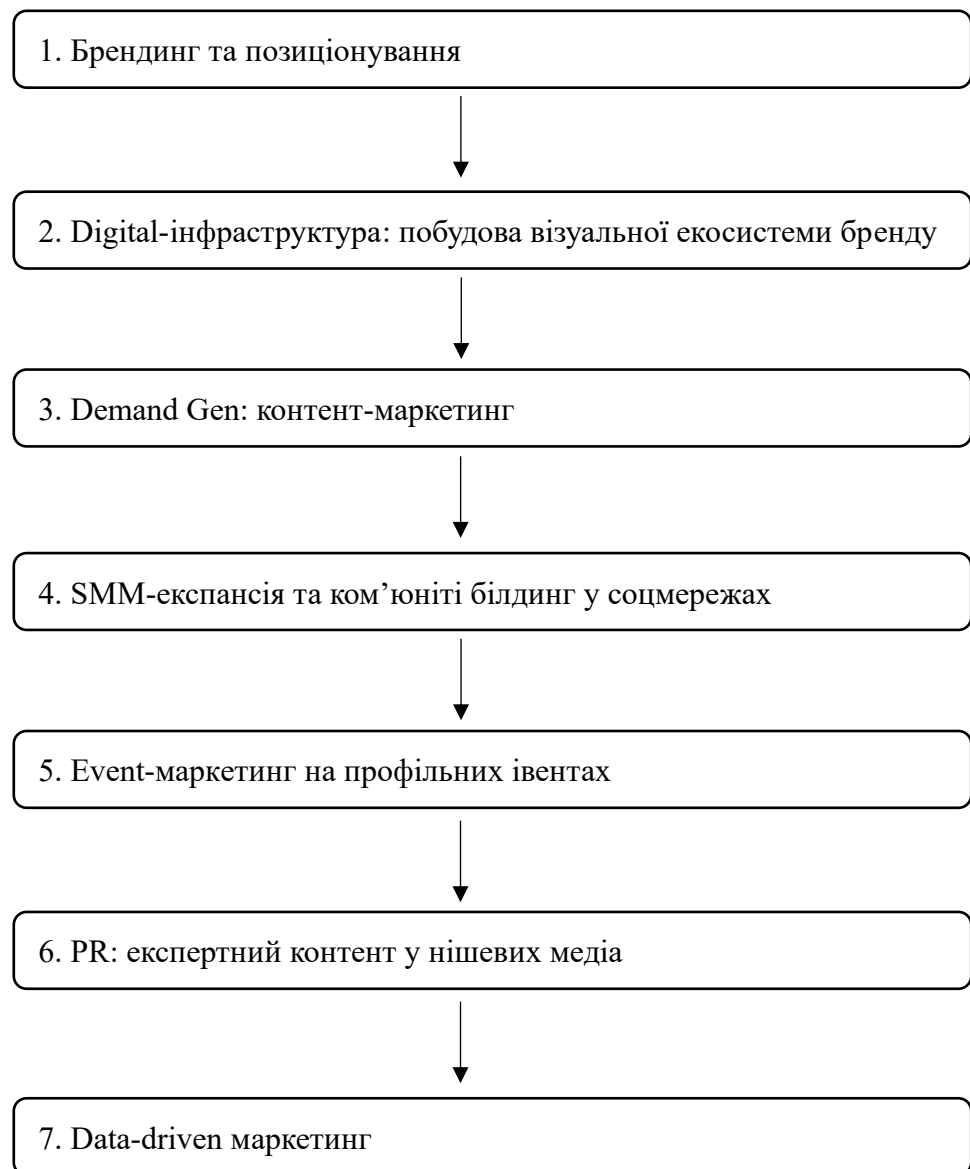 1. Брендинг та позиціонування
2. Digital-інфраструктура: побудова візуальної екосистеми бренду
3. Demand Gen: контент-маркетинг
4. SMM-експансія та ком’юніті білдинг у соцмережах
5. Event-маркетинг на профільних івентах
6. PR: експертний контент у нішевих медіа
7. Data-driven маркетинг